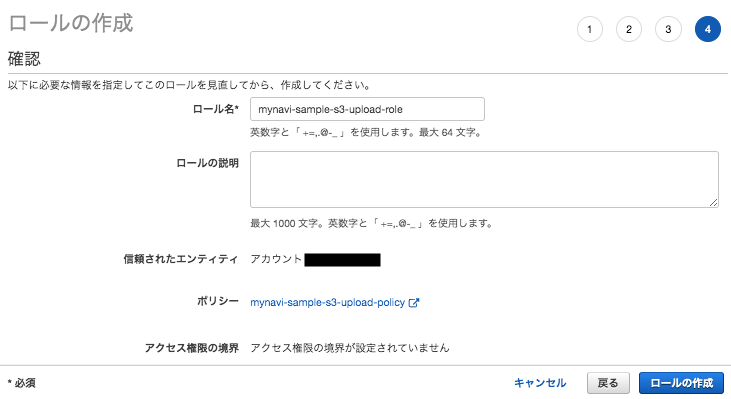 ロールの作成
1 2 3 4
確認
以下に必要な情報を指定してこのロールを見直してから、作成してください。
ロール名* mynavi-sample-s3-upload-role
英数字と「 +=,.@-_ 」を使用します。最大 64 文字。
ロールの説明
最大 1000 文字。英数字と「 +=,.@-_ 」を使用します。
信頼されたエンティティ アカウント
ポリシー mynavi-sample-s3-upload-policy
アクセス権限の境界 アクセス権限の境界が設定されていません
* 必須 キャンセル 戻る ロールの作成